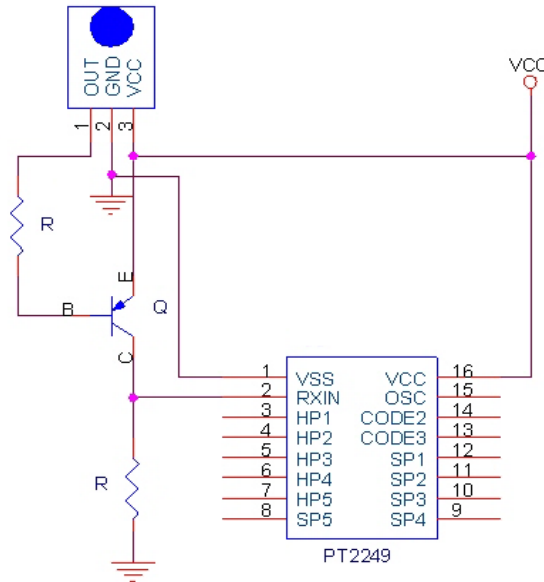 OUT GND VCC
1 2 3
VCC
R
E
B
Q
C
1 VSS VCC 16
2 RXIN OSC 15
3 HP1 CODE2 14
4 HP2 CODE3 13
5 HP3 SP1 12
6 HP4 SP2 11
7 HP5 SP3 10
8 SP5 SP4 9
R
PT2249